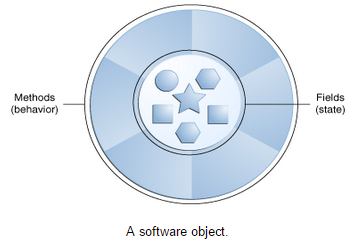 Methods
(behavior)
Fields
(state)
A software object.